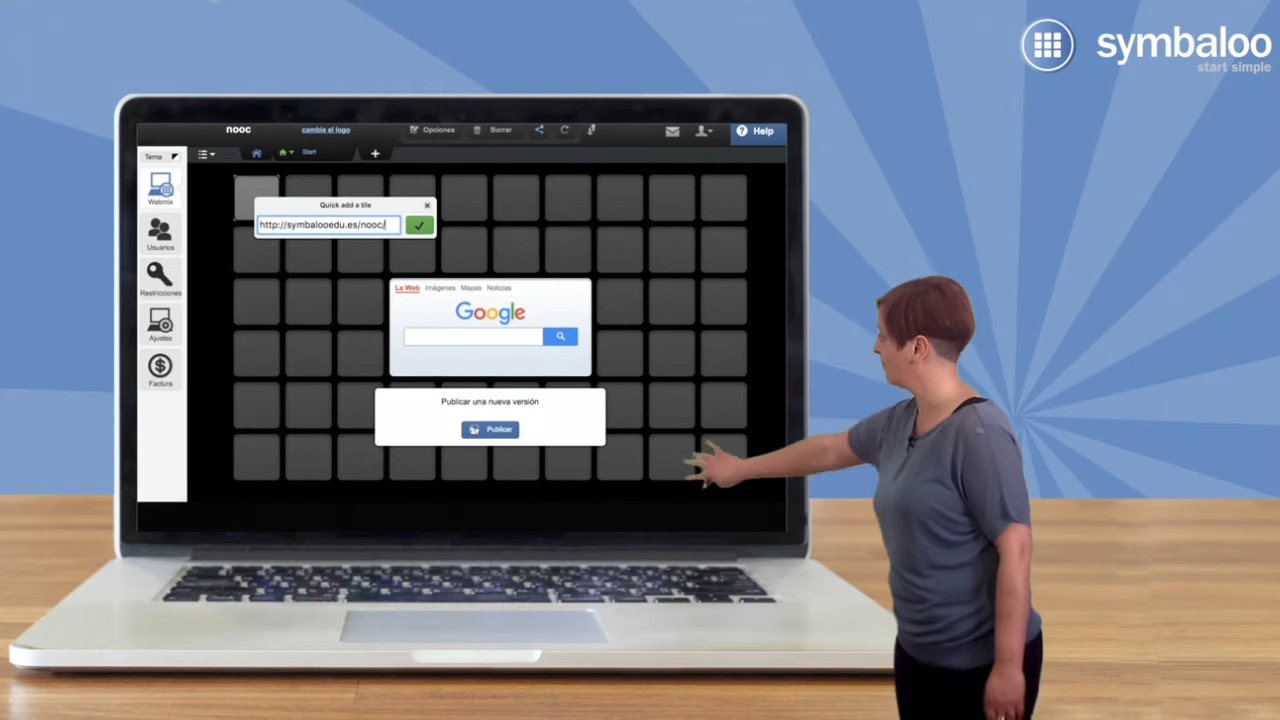 symbaloo
start simple
nooc
cambia el logo
Opciones
Borrar
Help
Tema
Start
Webmix
Usuarios
Restricciones
Ajustes
Factura
Quick add a tile
http://symbalooedu.es/nooc/
La Web Imágenes Mapas Noticias
Google
Publicar una nueva versión
Publicar